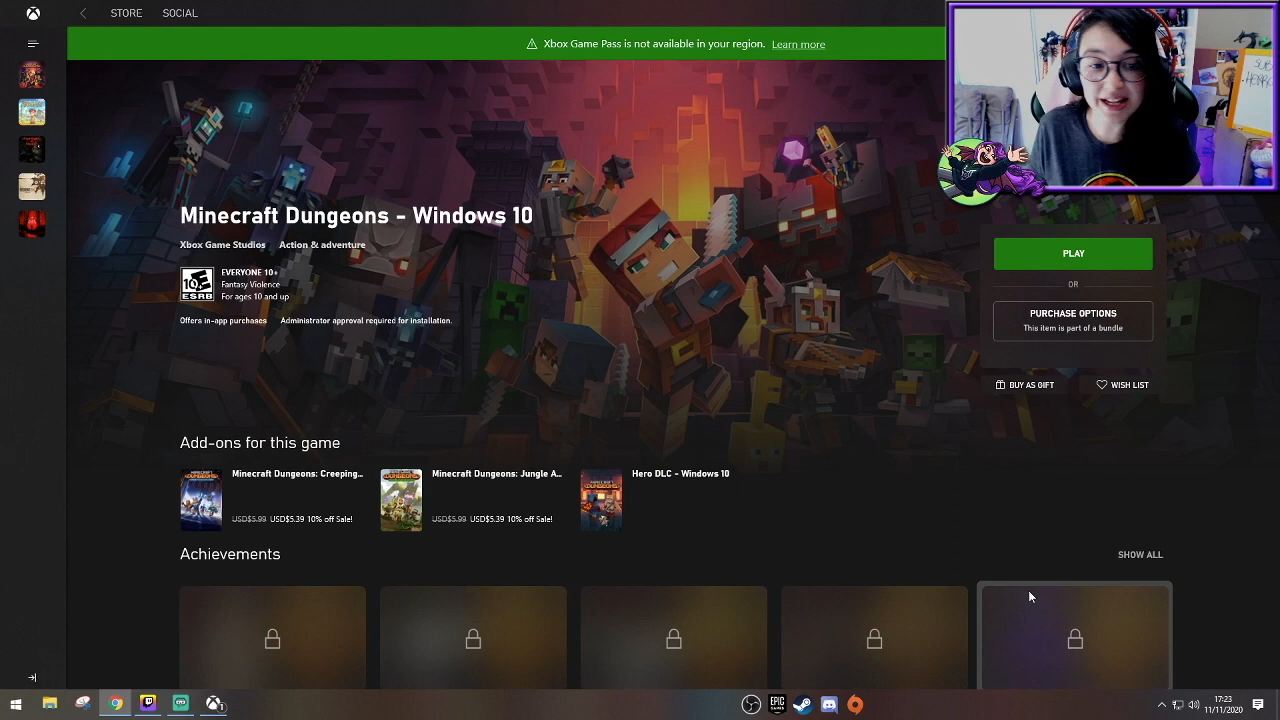 STORE
SOCIAL
Xbox Game Pass is not available in your region. Learn more
Minecraft Dungeons - Windows 10
Xbox Game Studios Action & adventure
EVERYONE 10+
Fantasy Violence
For ages 10 and up
10+
ESRB
Offers in-app purchases Administrator approval required for installation.
PLAY
OR
PURCHASE OPTIONS
This item is part of a bundle
BUY AS GIFT WISH LIST
Add-ons for this game
Minecraft Dungeons: Creeping...
USD$5.99 USD$5.39 10% off Sale!
Minecraft Dungeons: Jungle A...
USD$5.99 USD$5.39 10% off Sale!
Hero DLC - Windows 10
Achievements
SHOW ALL
EPIC
GAMES
1
17:23
11/11/2020